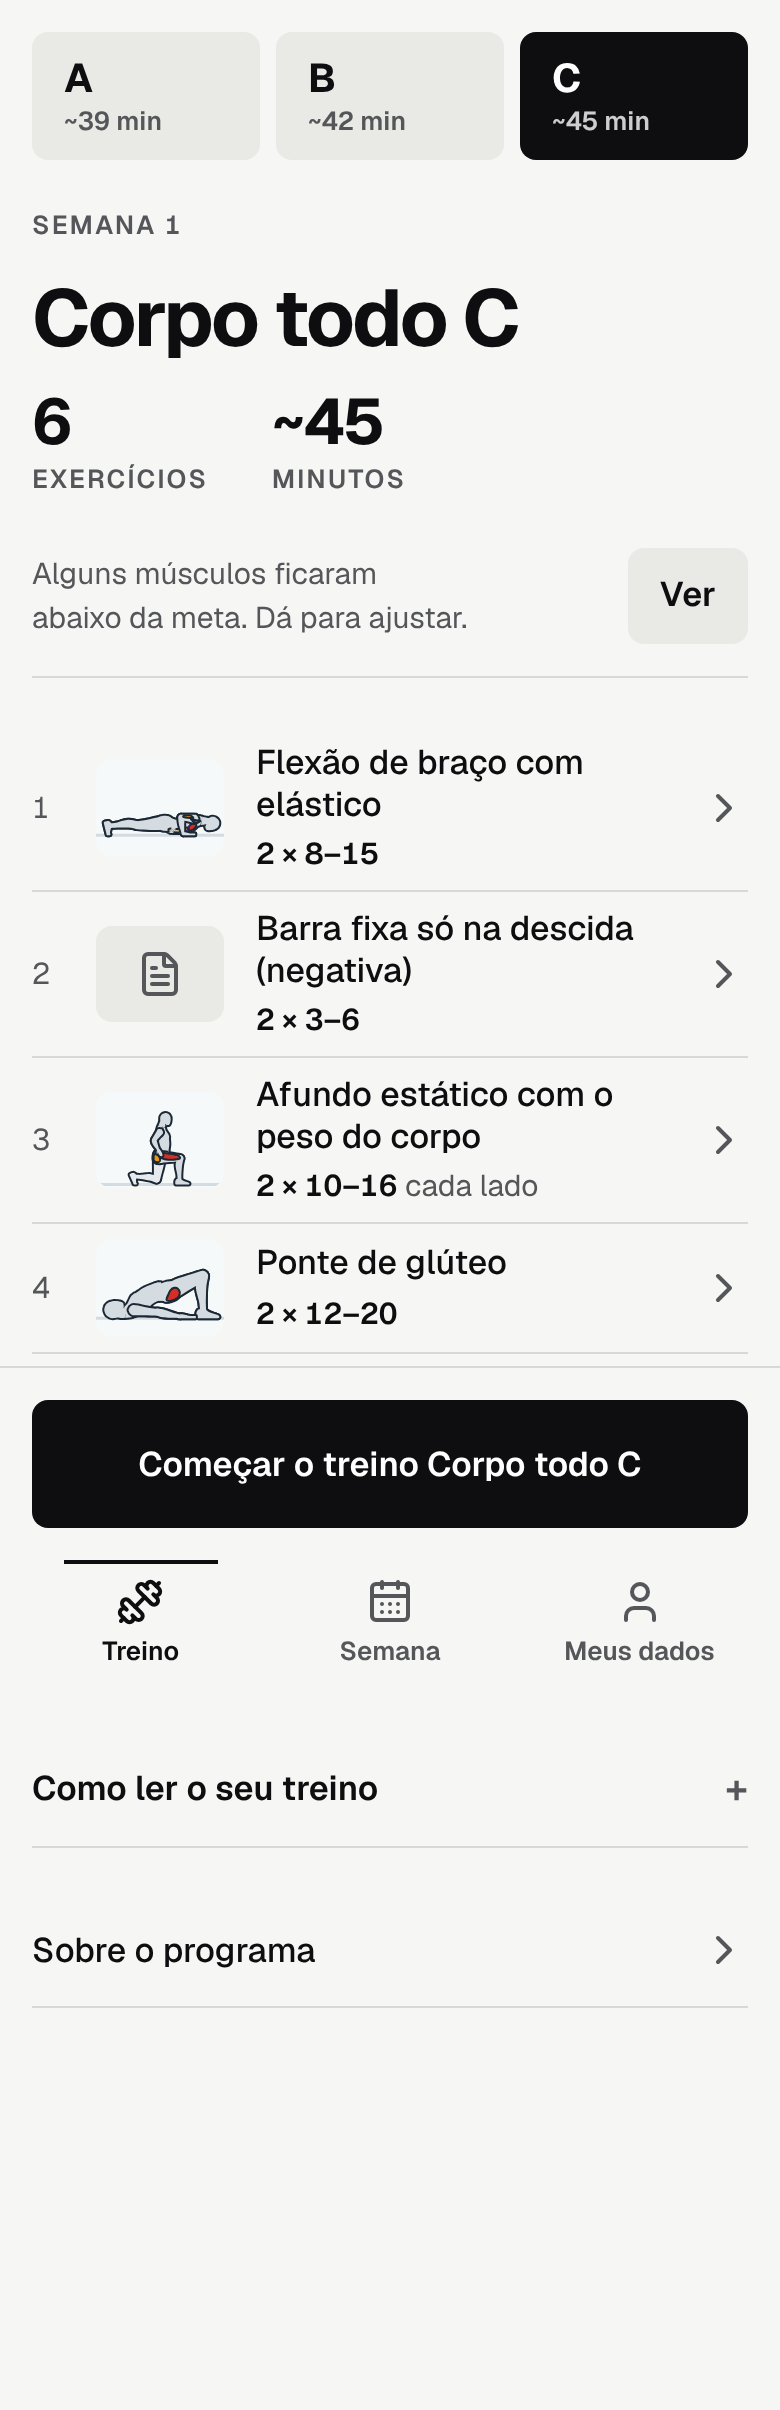 A
~39 min
B
~42 min
C
~45 min
SEMANA 1
Corpo todo C
6
EXERCÍCIOS
~45
MINUTOS
Alguns músculos ficaram
abaixo da meta. Dá para ajustar.
Ver
1
Flexão de braço com
elástico
2 × 8–15
2
Barra fixa só na descida
(negativa)
2 × 3–6
3
Afundo estático com o
peso do corpo
2 × 10–16 cada lado
4
Ponte de glúteo
2 × 12–20
Começar o treino Corpo todo C
Treino
Semana
Meus dados
Como ler o seu treino
+
Sobre o programa